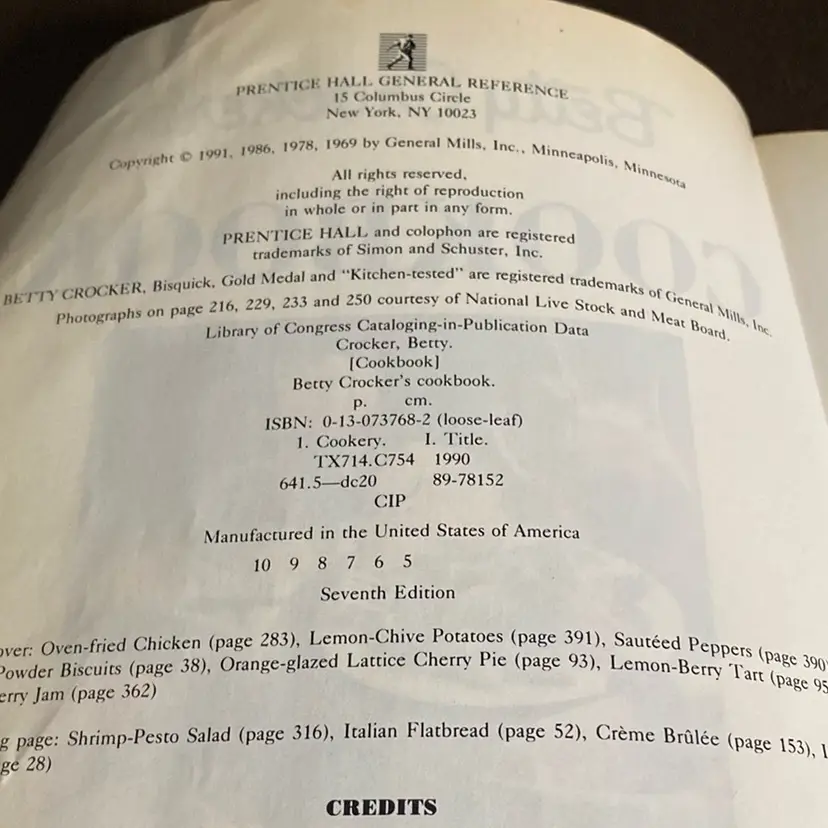 PRENTICE HALL GENERAL REFERENCE
15 Columbus Circle
New York, NY 10023
Copyright © 1991, 1986, 1978, 1969 by General Mills, Inc., Minneapolis, Minnesota
All rights reserved,
including the right of reproduction
in whole or in part in any form.
PRENTICE HALL and colophon are registered
trademarks of Simon and Schuster, Inc.
BETTY CROCKER, Bisquick, Gold Medal and "Kitchen-tested" are registered trademarks of General Mills, Inc.
Photographs on page 216, 229, 233 and 250 courtesy of National Live Stock and Meat Board.
Library of Congress Cataloging-in-Publication Data
Crocker, Betty.
[Cookbook]
Betty Crocker's cookbook.
p. cm.
ISBN: 0-13-073768-2 (loose-leaf)
1. Cookery. I. Title.
TX714.C754 1990
641.5—dc20 89-78152
CIP
Manufactured in the United States of America
10 9 8 7 6 5
Seventh Edition
over: Oven-fried Chicken (page 283), Lemon-Chive Potatoes (page 391), Sautéed Peppers (page 390)
Powder Biscuits (page 38), Orange-glazed Lattice Cherry Pie (page 93), Lemon-Berry Tart (page 95
erry Jam (page 362)
g page: Shrimp-Pesto Salad (page 316), Italian Flatbread (page 52), Crème Brûlée (page 153),
ge 28)
CREDITS